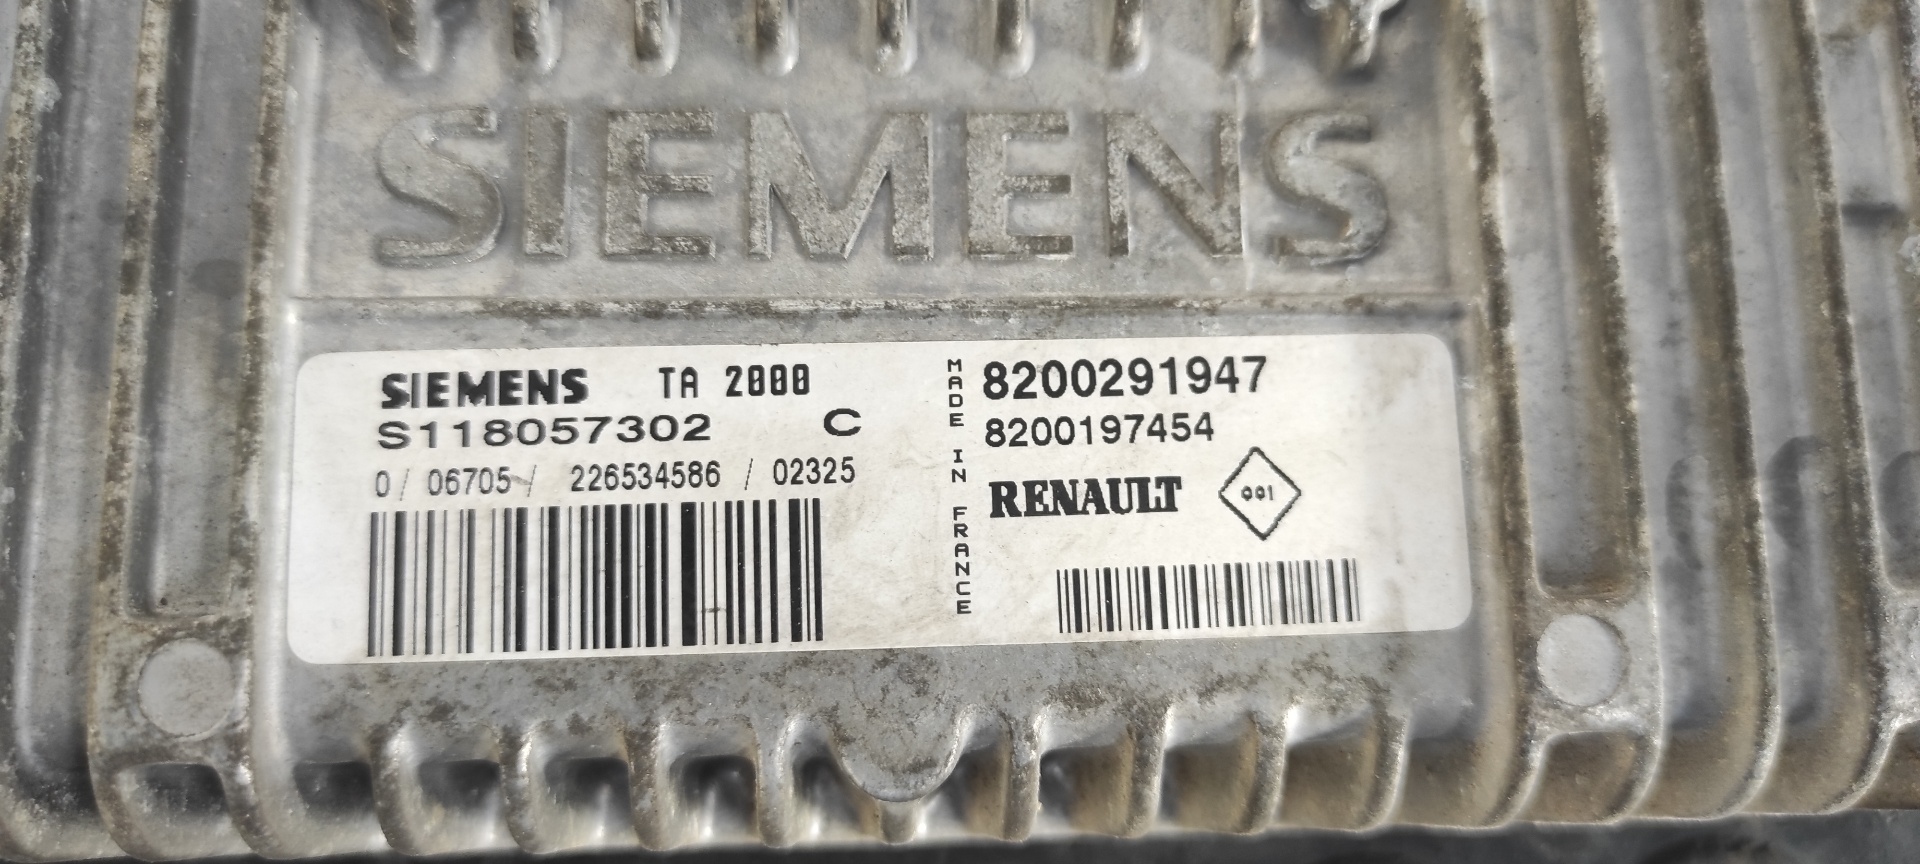 SIEMENS
SIEMENS TA 2000
S118057302 C
0/ 06705/ 226534586 / 02325
MADE IN FRANCE
8200291947
8200197454
RENAULT 001